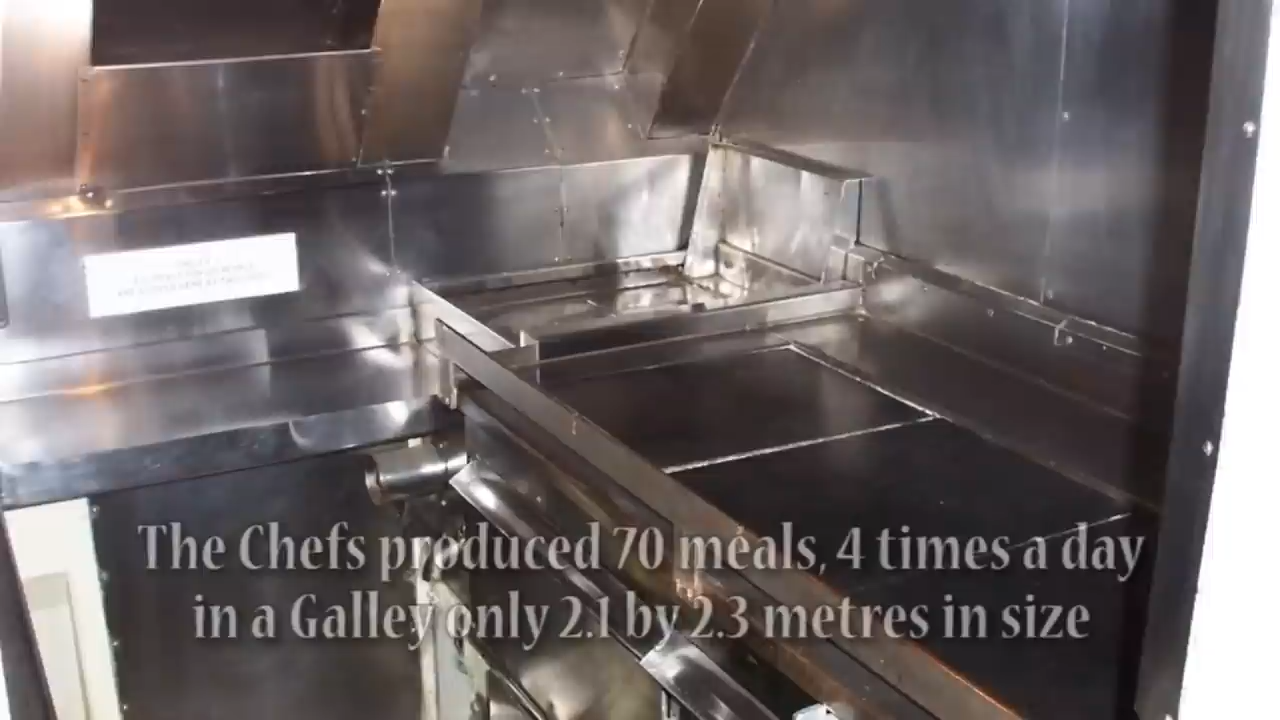 The Chefs produced 70 meals, 4 times a day
in a Galley only 2.1 by 2.3 metres in size